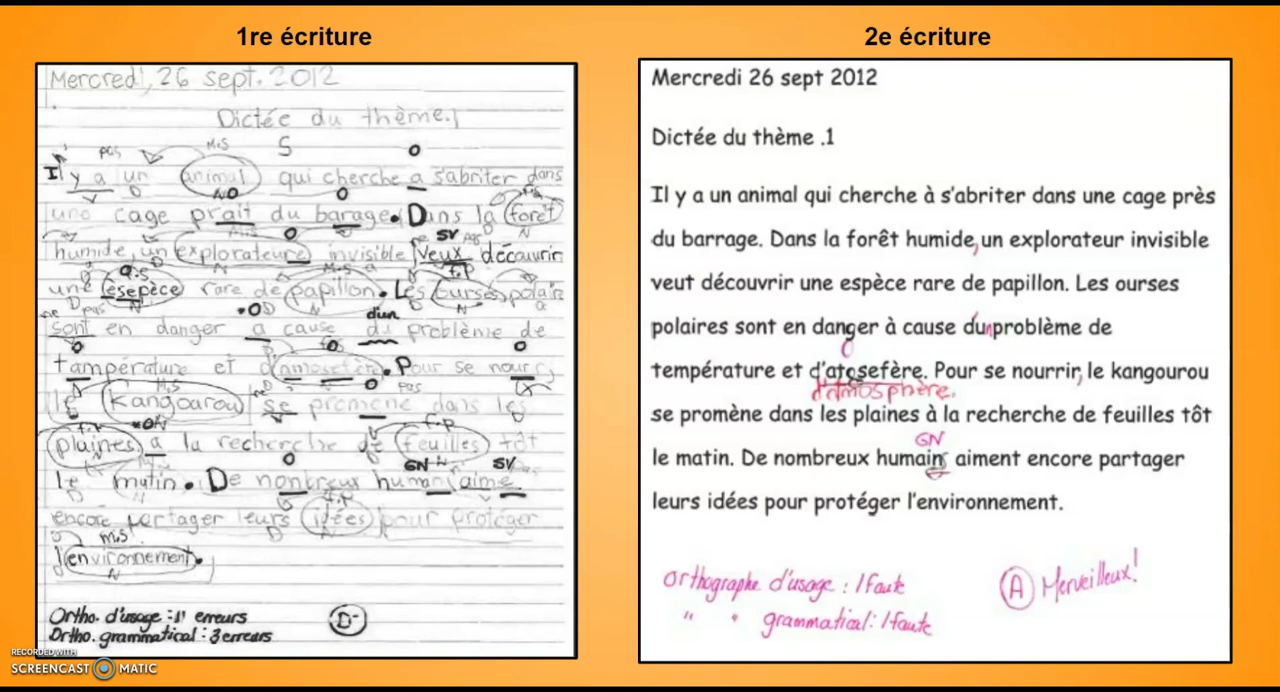 1re écriture
Mercredi, 26 sept. 2012
Dictée du thème.1
Il y a un animal qui cherche a s'abriter dans
une cage prait du barage. Dans la forêt
humide, un explorateure invisible veux découvrir
une esepèce rare de papillon. Les ourses polaire
sont en danger a cause du problème de
tampérature et d'amosetère. Pour se nourr,
le kangourou se promène dans les
plaines a la recherche de feuilles tôt
le matin. De nontreux human aime
encore partager leurs idées pour protéger
l'environnement.
Ortho. d'usage : 11 erreurs
Ortho. grammatical : 3 erreurs
D-
2e écriture
Mercredi 26 sept 2012
Dictée du thème .1
Il y a un animal qui cherche à s'abriter dans une cage près
du barrage. Dans la forêt humide, un explorateur invisible
veut découvrir une espèce rare de papillon. Les ourses
polaires sont en danger à cause du problème de
température et d'atosefère. Pour se nourrir, le kangourou
d'atmosphère.
se promène dans les plaines à la recherche de feuilles tôt
GN
le matin. De nombreux humains aiment encore partager
leurs idées pour protéger l'environnement.
Orthographe d'usage : 1 faute
" " grammatical : 1 faute
A Merveilleux!
RECORDED WITH
SCREENCAST MATIC